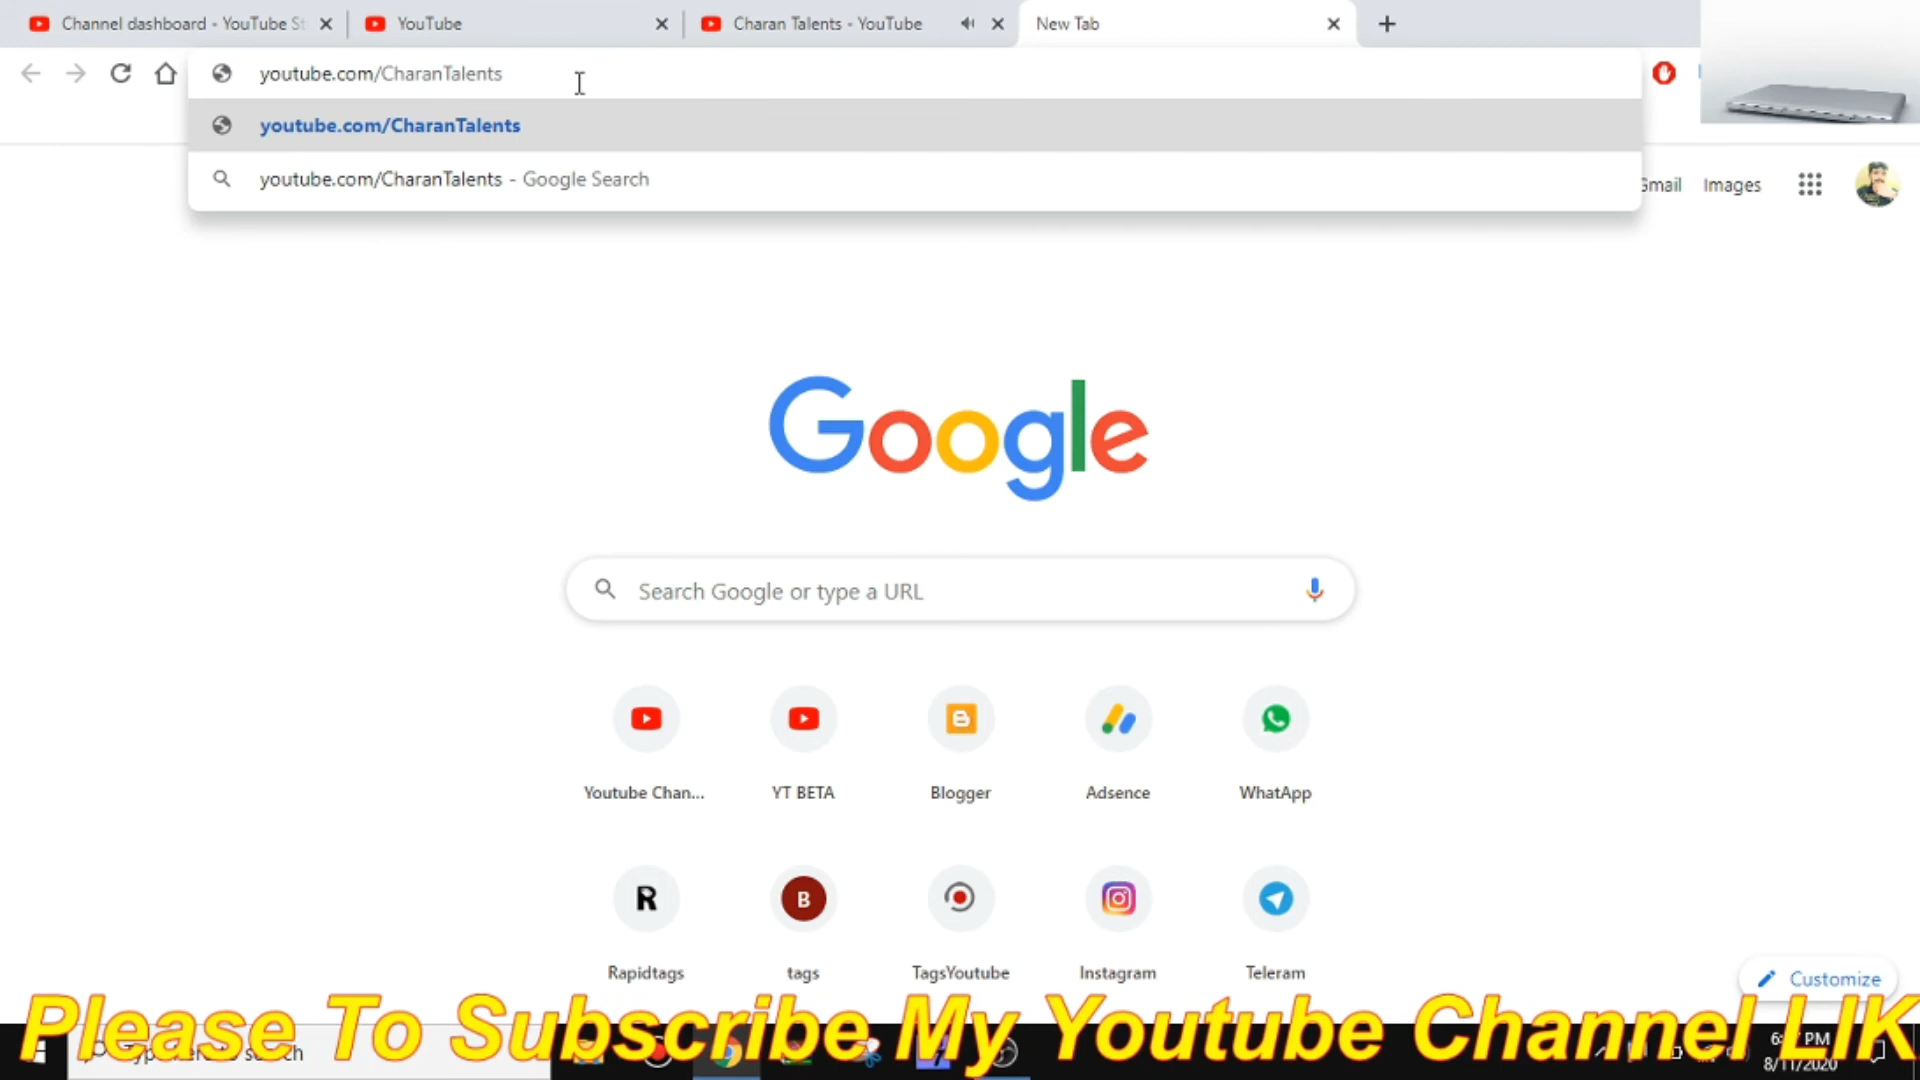 Channel dashboard - YouTube St
YouTube
Charan Talents - YouTube
New Tab
youtube.com/CharanTalents
youtube.com/CharanTalents
youtube.com/CharanTalents - Google Search
Gmail
Images
Google
Search Google or type a URL
Youtube Chan...
YT BETA
Blogger
Adsence
WhatApp
R
B
Rapidtags
tags
TagsYoutube
Instagram
Teleram
Customize
Please To Subscribe My Youtube Channel LIK
search
PM
8/11/2020